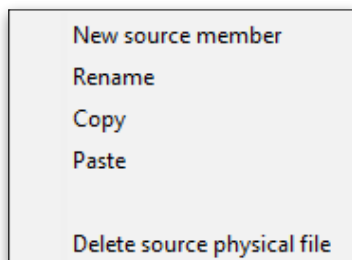 New source member
Rename
Copy
Paste
Delete source physical file